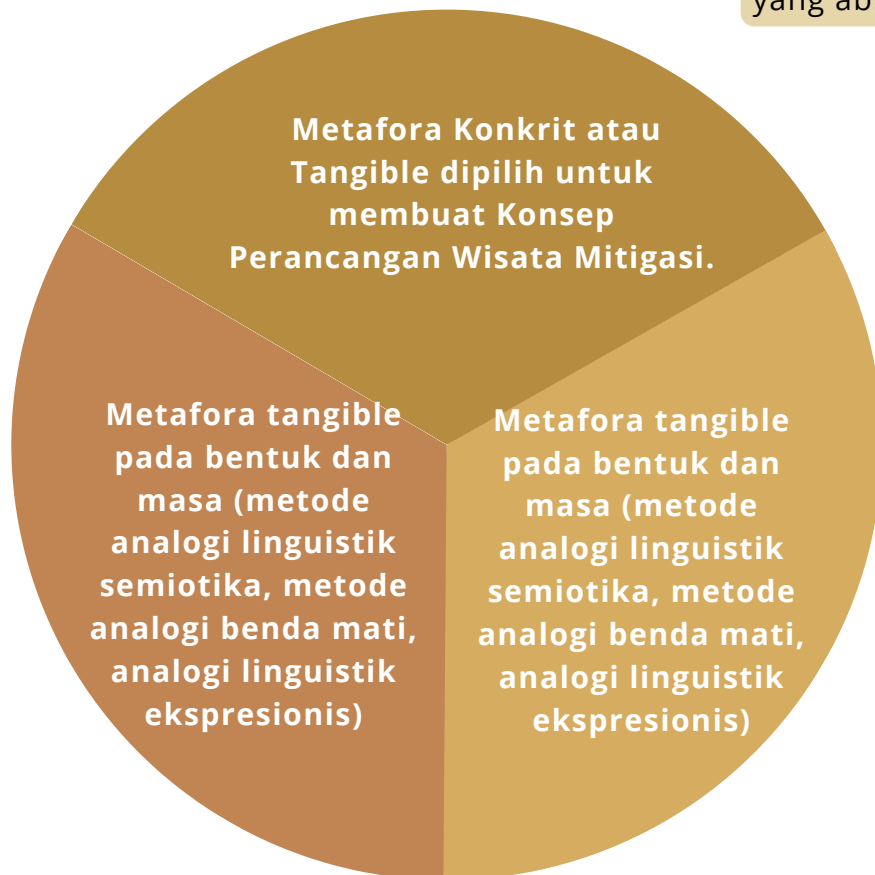 yang ab
Metafora Konkrit atau
Tangible dipilih untuk
membuat Konsep
Perancangan Wisata Mitigasi.
Metafora tangible
pada bentuk dan
masa (metode
analogi linguistik
semiotika, metode
analogi benda mati,
analogi linguistik
ekspresionis)
Metafora tangible
pada bentuk dan
masa (metode
analogi linguistik
semiotika, metode
analogi benda mati,
analogi linguistik
ekspresionis)